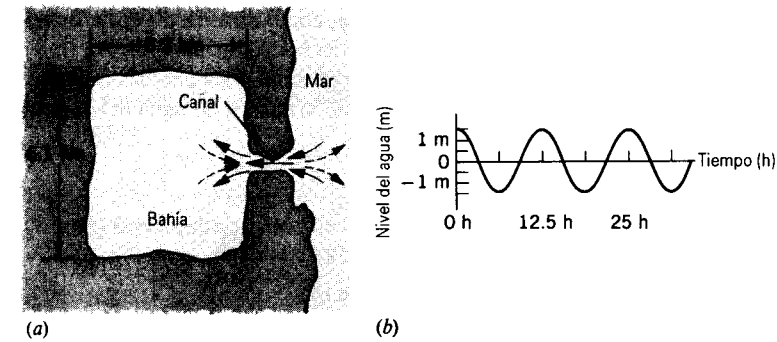 Mar
Canal
Bahía
(a)
Nivel del agua (m)
1 m
0
−1 m
Tiempo (h)
0 h
12.5 h
25 h
(b)